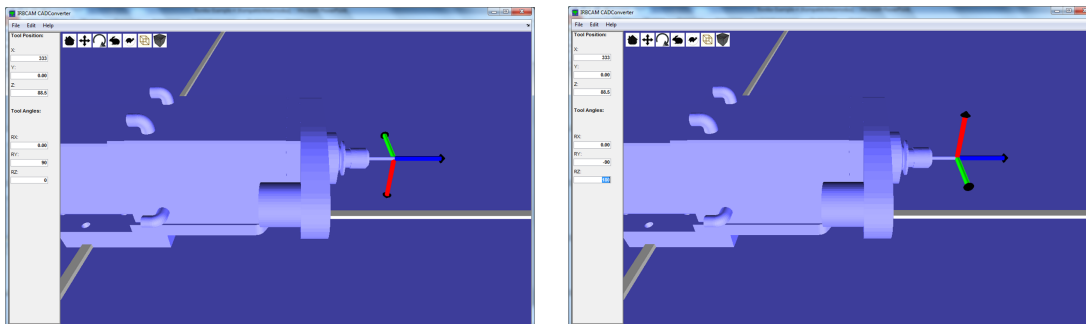 IRBCAM CADConverter
File Edit Help
Tool Position:
X:
333
Y:
0.00
Z:
88.5
Tool Angles:
RX:
0.00
RY:
90
RZ:
0
IRBCAM CADConverter
File Edit Help
Tool Position:
X:
333
Y:
0.00
Z:
88.5
Tool Angles:
RX:
0.00
RY:
-90
RZ:
180